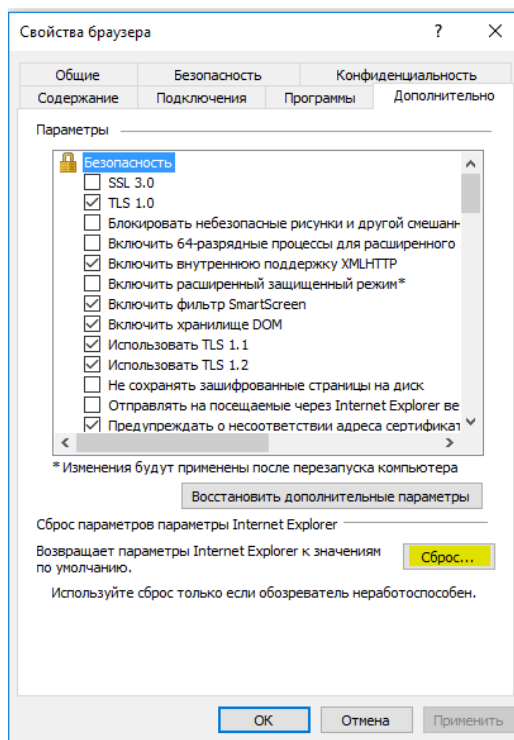 Свойства браузера
?
Общие Безопасность Конфиденциальность
Содержание Подключения Программы Дополнительно
Параметры
Безопасность
SSL 3.0
TLS 1.0
Блокировать небезопасные рисунки и другой смешанн
Включить 64-разрядные процессы для расширенного
Включить внутреннюю поддержку XMLHTTP
Включить расширенный защищенный режим*
Включить фильтр SmartScreen
Включить хранилище DOM
Использовать TLS 1.1
Использовать TLS 1.2
Не сохранять зашифрованные страницы на диск
Отправлять на посещаемые через Internet Explorer ве
Предупреждать о несоответствии адреса сертификат
*Изменения будут применены после перезапуска компьютера
Восстановить дополнительные параметры
Сброс параметров параметры Internet Explorer
Возвращает параметры Internet Explorer к значениям
по умолчанию.
Сброс...
Используйте сброс только если обозреватель неработоспособен.
ОК Отмена Применить